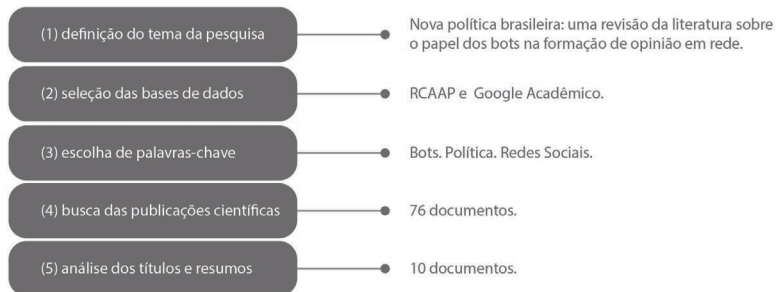 (1) definição do tema da pesquisa
Nova política brasileira: uma revisão da literatura sobre
o papel dos bots na formação de opinião em rede.
(2) seleção das bases de dados
RCAAP e Google Acadêmico.
(3) escolha de palavras-chave
Bots. Política. Redes Sociais.
(4) busca das publicações científicas
76 documentos.
(5) análise dos títulos e resumos
10 documentos.